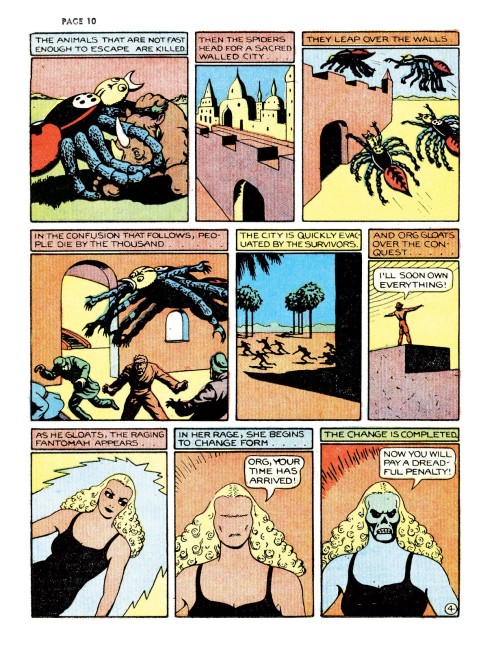 PAGE 10
THE ANIMALS THAT ARE NOT FAST
ENOUGH TO ESCAPE ARE KILLED.
THEN THE SPIDERS
HEAD FOR A SACRED
WALLED CITY . . . .
THEY LEAP OVER THE WALLS . . .
IN THE CONFUSION THAT FOLLOWS, PEO-
PLE DIE BY THE THOUSAND . . . . .
THE CITY IS QUICKLY EVAC-
UATED BY THE SURVIVORS.
AND ORG GLOATS
OVER THE CON-
QUEST . . . . .
I'LL SOON OWN
EVERYTHING!
AS HE GLOATS, THE RAGING
FANTOMAH APPEARS . . .
IN HER RAGE, SHE BEGINS
TO CHANGE FORM . . . .
ORG, YOUR
TIME HAS
ARRIVED!
THE CHANGE IS COMPLETED
NOW YOU WILL
PAY A DREAD-
FUL PENALTY!
4